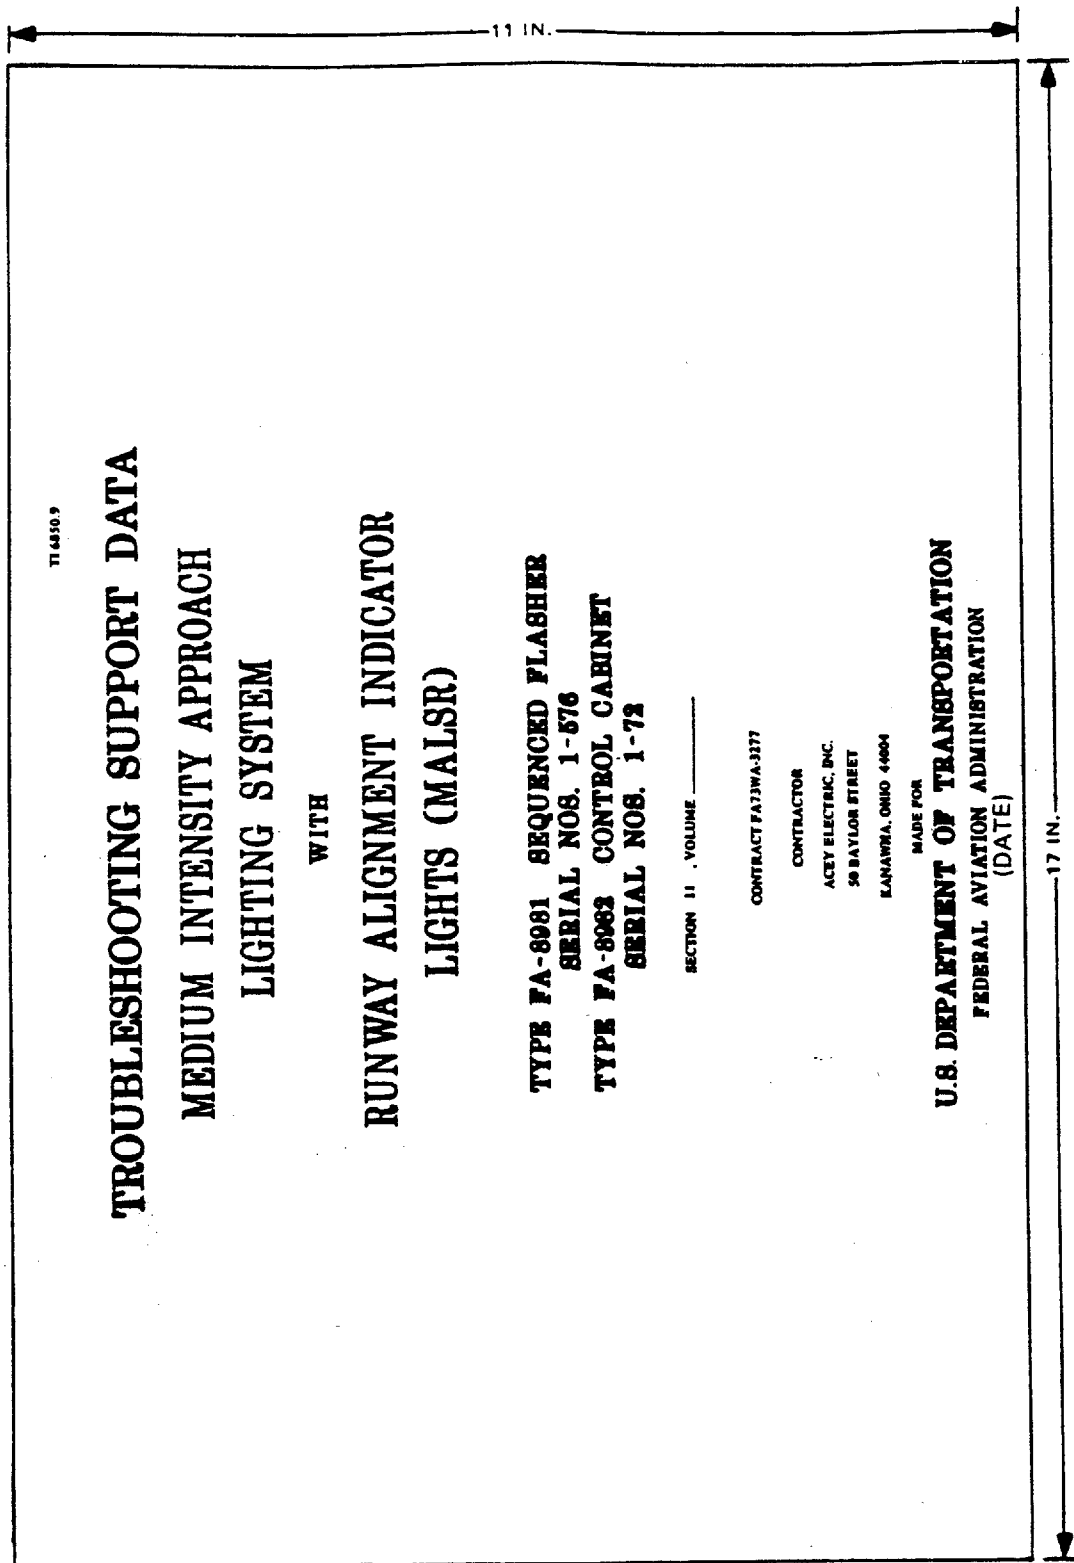 11 IN.
TI 6850.9
TROUBLESHOOTING SUPPORT DATA
MEDIUM INTENSITY APPROACH
LIGHTING SYSTEM
WITH
RUNWAY ALIGNMENT INDICATOR
LIGHTS (MALSR)
TYPE FA-8981 SEQUENCED FLASHER
SERIAL NOS. 1-576
TYPE FA-8982 CONTROL CABINET
SERIAL NOS. 1-72
SECTION 11 , VOLUME
CONTRACT FA73WA-3277
CONTRACTOR
ACEY ELECTRIC, INC.
50 BAYLOR STREET
KANAWHA, OHIO 44004
MADE FOR
U.S. DEPARTMENT OF TRANSPORTATION
FEDERAL AVIATION ADMINISTRATION
(DATE)
17 IN.